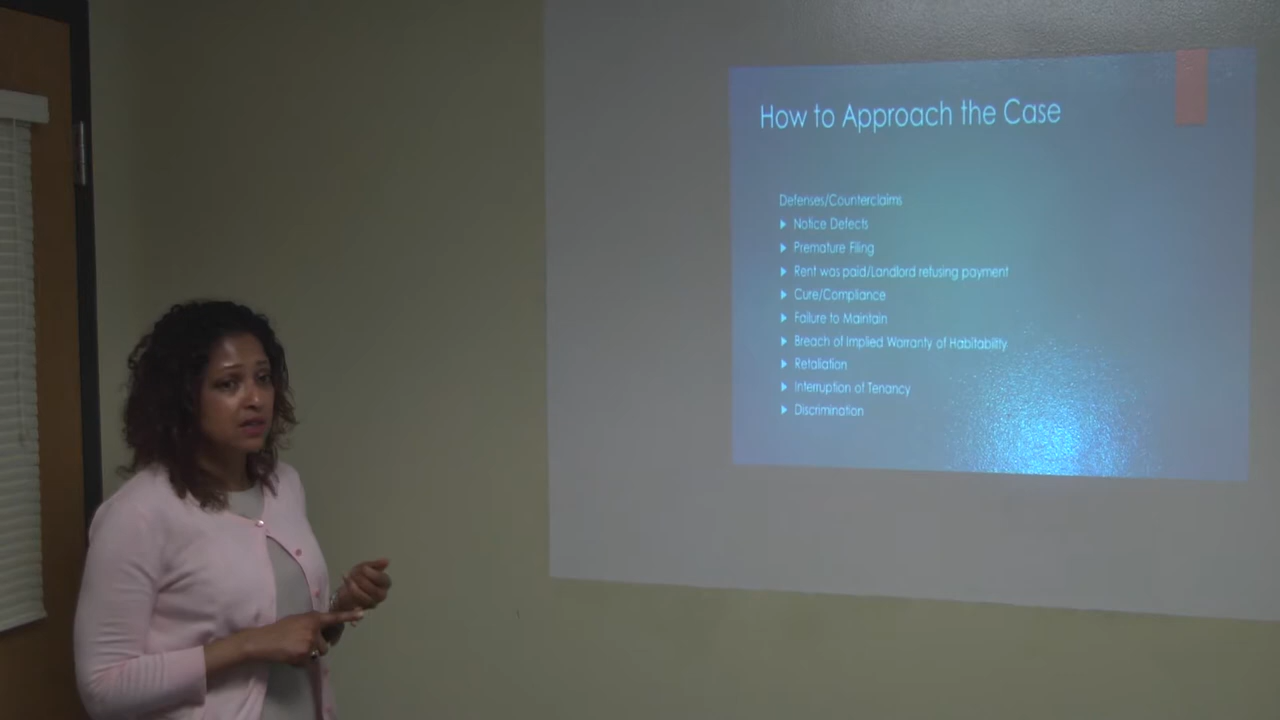 How to Approach the Case
Defenses/Counterclaims
Notice Defects
Premature Filing
Rent was paid/Landlord refusing payment
Cure/Compliance
Failure to Maintain
Breach of Implied Warranty of Habitability
Retaliation
Interruption of Tenancy
Discrimination